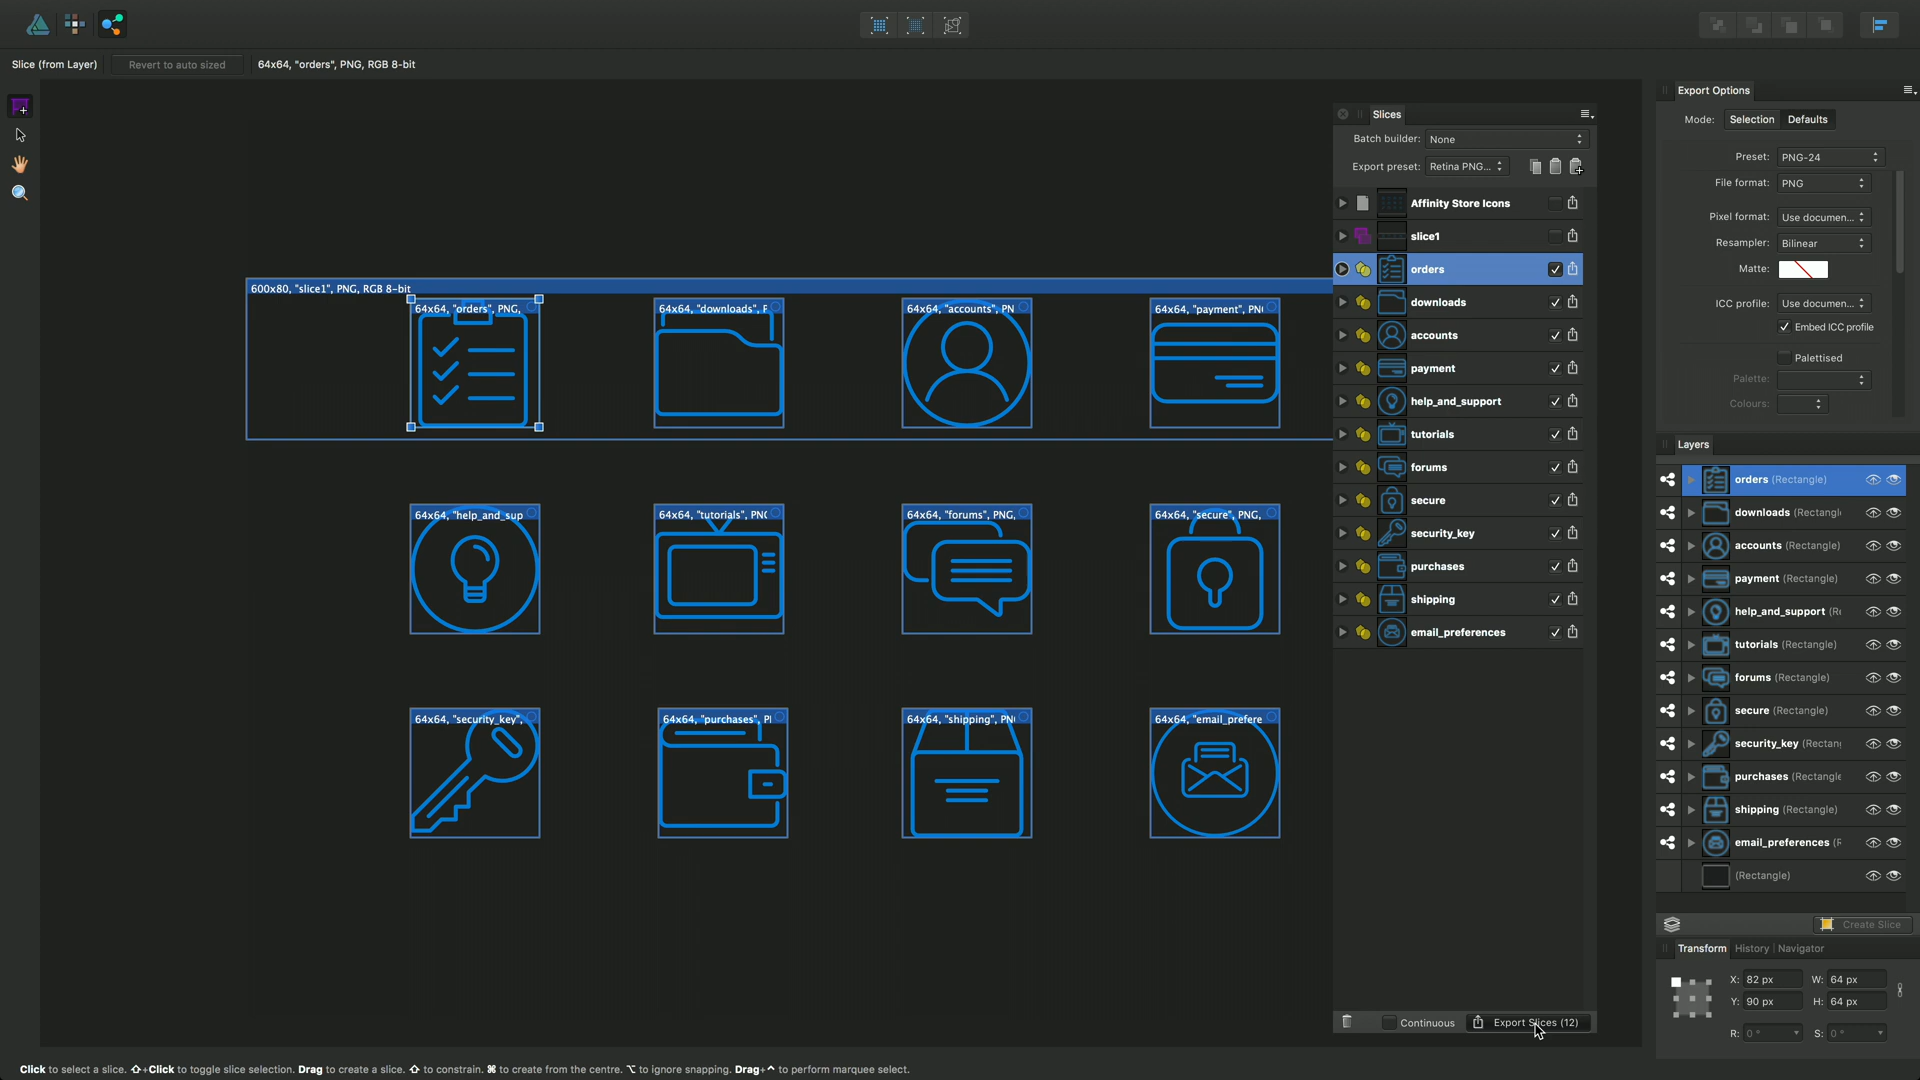 Slice (from Layer)
Revert to auto sized
64x64, "orders", PNG, RGB 8-bit
600x80, "slice1", PNG, RGB 8-bit
64x64, "orders", PNG,
64x64, "downloads", P
64x64, "accounts", PN
64x64, "payment", PN
64x64, "help_and_sup
64x64, "tutorials", PN
64x64, "forums", PNG,
64x64, "secure", PNG,
64x64, "security_key",
64x64, "purchases", P
64x64, "shipping", PN
64x64, "email_prefere
Slices
Batch builder: None
Export preset: Retina PNG...
Affinity Store Icons
slice1
orders
downloads
accounts
payment
help_and_support
tutorials
forums
secure
security_key
purchases
shipping
email_preferences
Continuous
Export Slices (12)
Export Options
Mode: Selection Defaults
Preset: PNG-24
File format: PNG
Pixel format: Use documen...
Resampler: Bilinear
Matte:
ICC profile: Use documen...
Embed ICC profile
Palettised
Palette:
Colours:
Layers
orders (Rectangle)
downloads (Rectangl
accounts (Rectangle)
payment (Rectangle)
help_and_support (R
tutorials (Rectangle)
forums (Rectangle)
secure (Rectangle)
security_key (Rectan
purchases (Rectangl
shipping (Rectangle)
email_preferences (R
(Rectangle)
Create Slice
Transform History Navigator
X: 82 px W: 64 px
Y: 90 px H: 64 px
R: 0 ° S: 0 °
Click to select a slice. ⇧+Click to toggle slice selection. Drag to create a slice. ⇧ to constrain. ⌘ to create from the centre. ⌥ to ignore snapping. Drag+⌃ to perform marquee select.